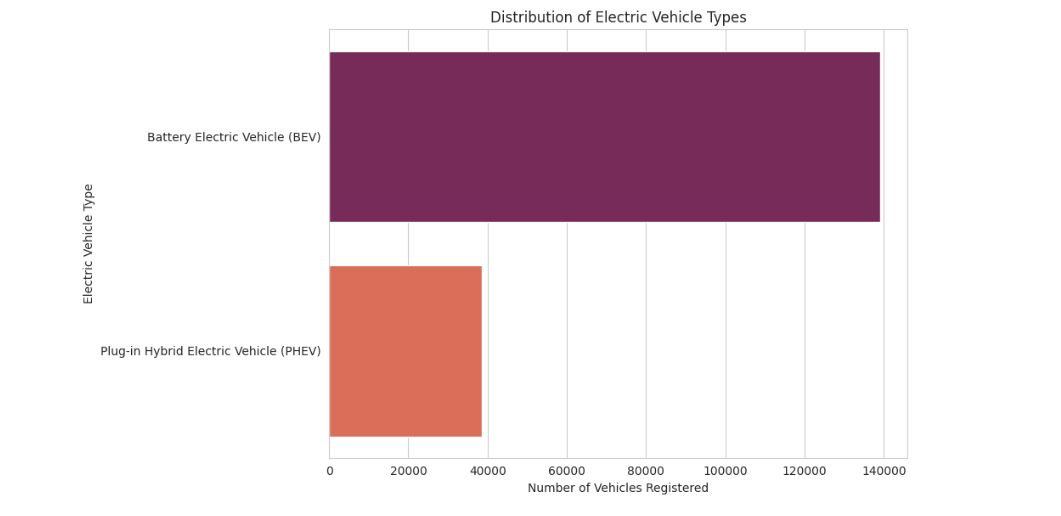 Distribution of Electric Vehicle Types
Electric Vehicle Type
Battery Electric Vehicle (BEV)
Plug-in Hybrid Electric Vehicle (PHEV)
0 20000 40000 60000 80000 100000 120000 140000
Number of Vehicles Registered